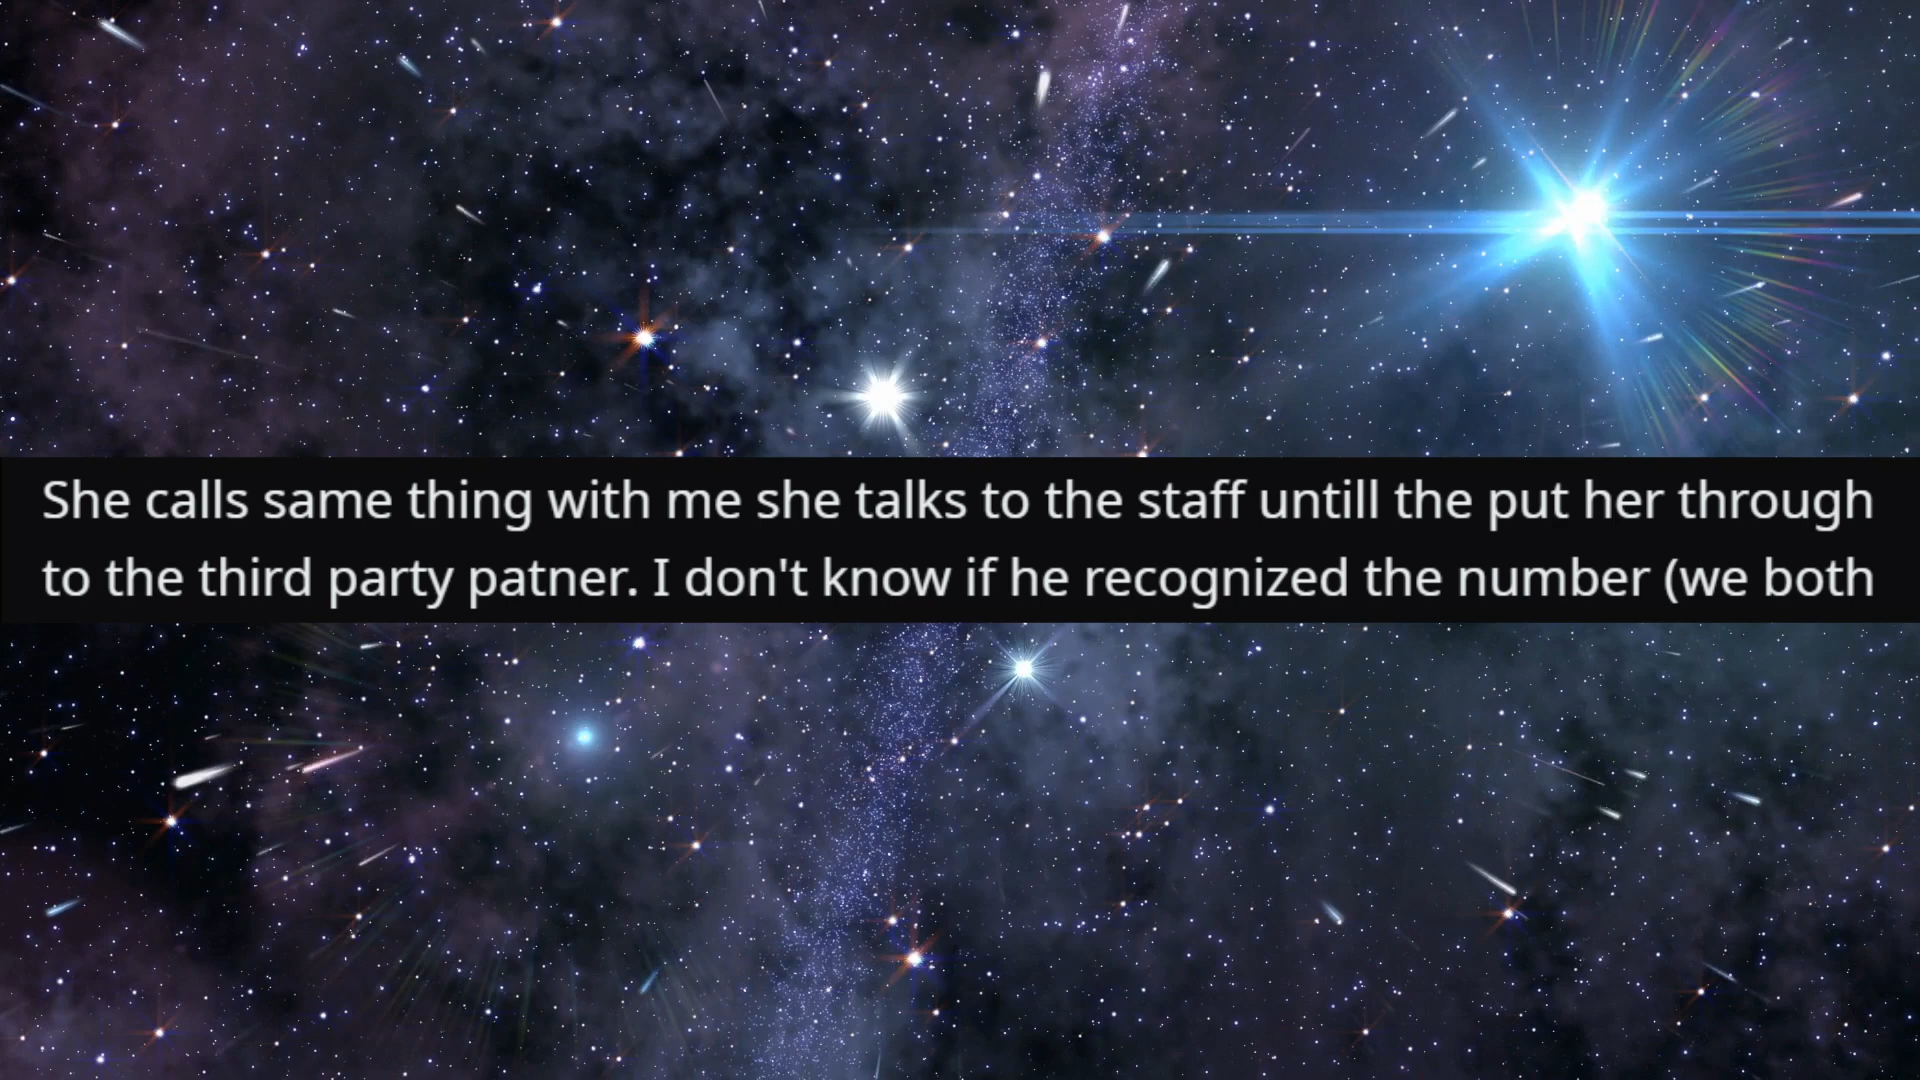 She calls same thing with me she talks to the staff untill the put her through
to the third party patner. I don't know if he recognized the number (we both